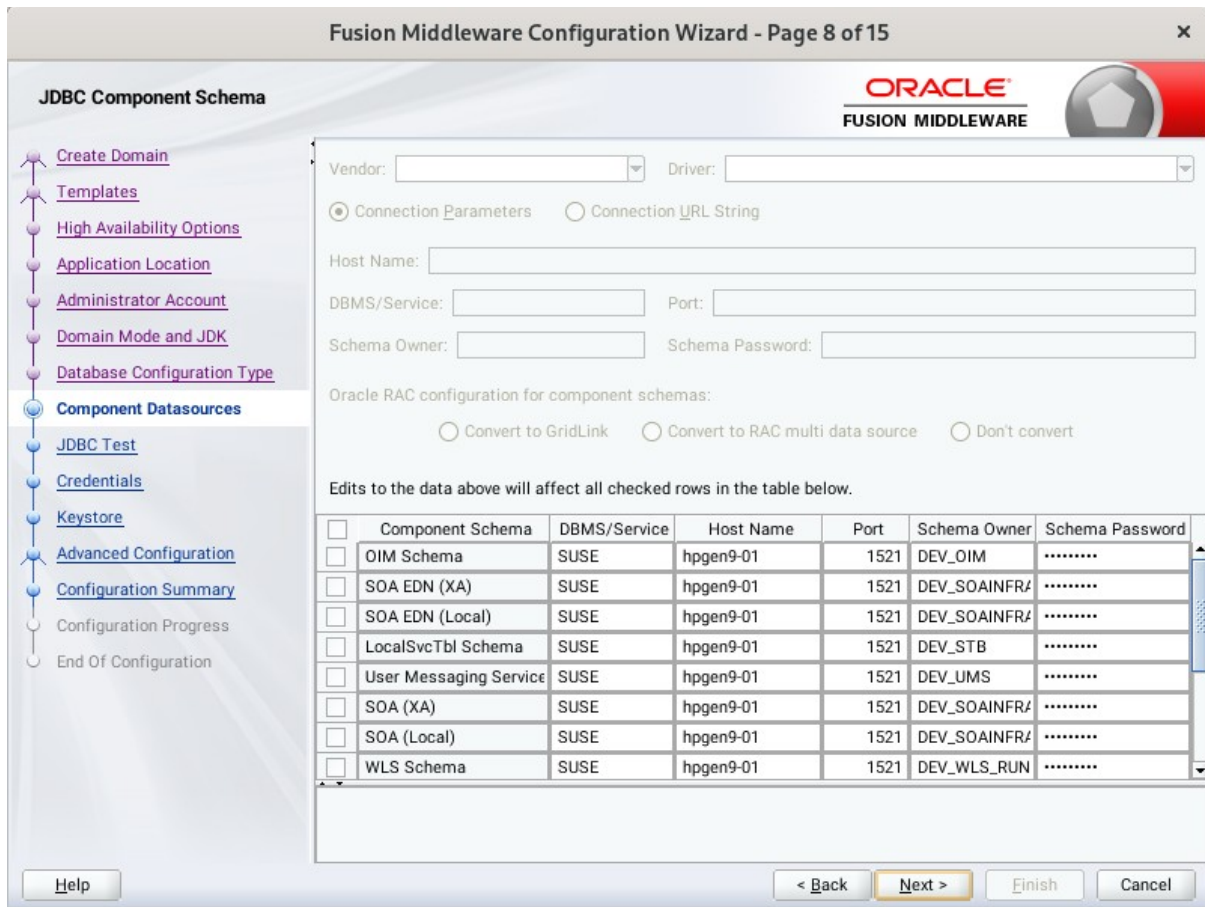 Fusion Middleware Configuration Wizard - Page 8 of 15
JDBC Component Schema
ORACLE
FUSION MIDDLEWARE
Create Domain
Templates
High Availability Options
Application Location
Administrator Account
Domain Mode and JDK
Database Configuration Type
Component Datasources
JDBC Test
Credentials
Keystore
Advanced Configuration
Configuration Summary
Configuration Progress
End Of Configuration
Vendor: Driver:
Connection Parameters Connection URL String
Host Name:
DBMS/Service: Port:
Schema Owner: Schema Password:
Oracle RAC configuration for component schemas:
Convert to GridLink Convert to RAC multi data source Don't convert
Edits to the data above will affect all checked rows in the table below.
Component Schema DBMS/Service Host Name Port Schema Owner Schema Password
OIM Schema SUSE hpgen9-01 1521 DEV_OIM •••••••••
SOA EDN (XA) SUSE hpgen9-01 1521 DEV_SOAINFRA •••••••••
SOA EDN (Local) SUSE hpgen9-01 1521 DEV_SOAINFRA •••••••••
LocalSvcTbl Schema SUSE hpgen9-01 1521 DEV_STB •••••••••
User Messaging Service SUSE hpgen9-01 1521 DEV_UMS •••••••••
SOA (XA) SUSE hpgen9-01 1521 DEV_SOAINFRA •••••••••
SOA (Local) SUSE hpgen9-01 1521 DEV_SOAINFRA •••••••••
WLS Schema SUSE hpgen9-01 1521 DEV_WLS_RUN •••••••••
Help < Back Next > Finish Cancel